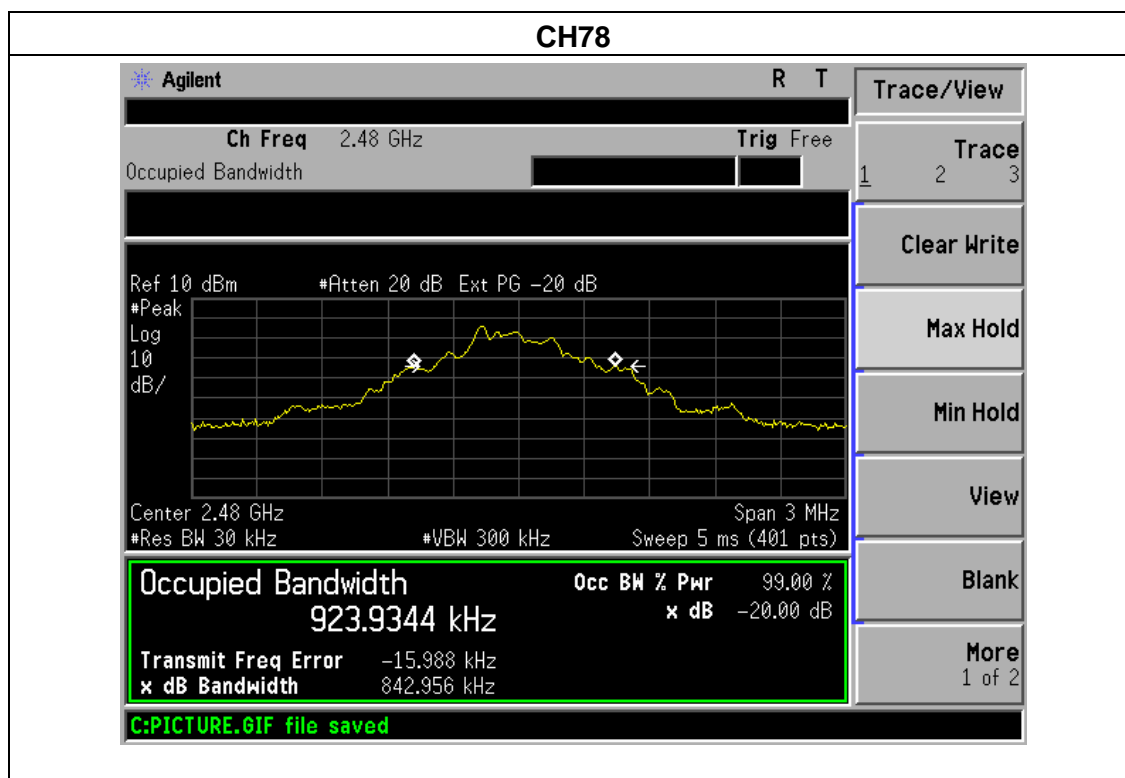 CH78
Agilent R T
Trace/View
Ch Freq 2.48 GHz Trig Free
Occupied Bandwidth
Trace
1 2 3
Clear Write
Ref 10 dBm #Atten 20 dB Ext PG -20 dB
#Peak
Log
10
dB/
Max Hold
Min Hold
View
Center 2.48 GHz Span 3 MHz
#Res BW 30 kHz #VBW 300 kHz Sweep 5 ms (401 pts)
Occupied Bandwidth Occ BW % Pwr 99.00 %
923.9344 kHz x dB -20.00 dB
Blank
Transmit Freq Error -15.988 kHz
x dB Bandwidth 842.956 kHz
More
1 of 2
C:PICTURE.GIF file saved